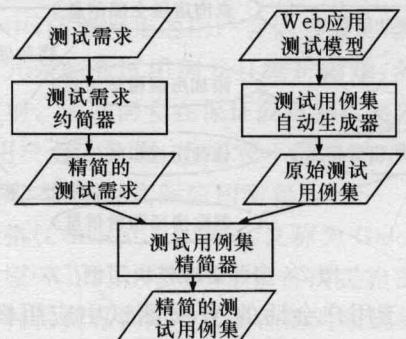 测试需求
Web应用
测试模型
测试需求
约简器
测试用例集
自动生成器
精简的
测试需求
原始测试
用例集
测试用例集
精简器
精简的测
试用例集